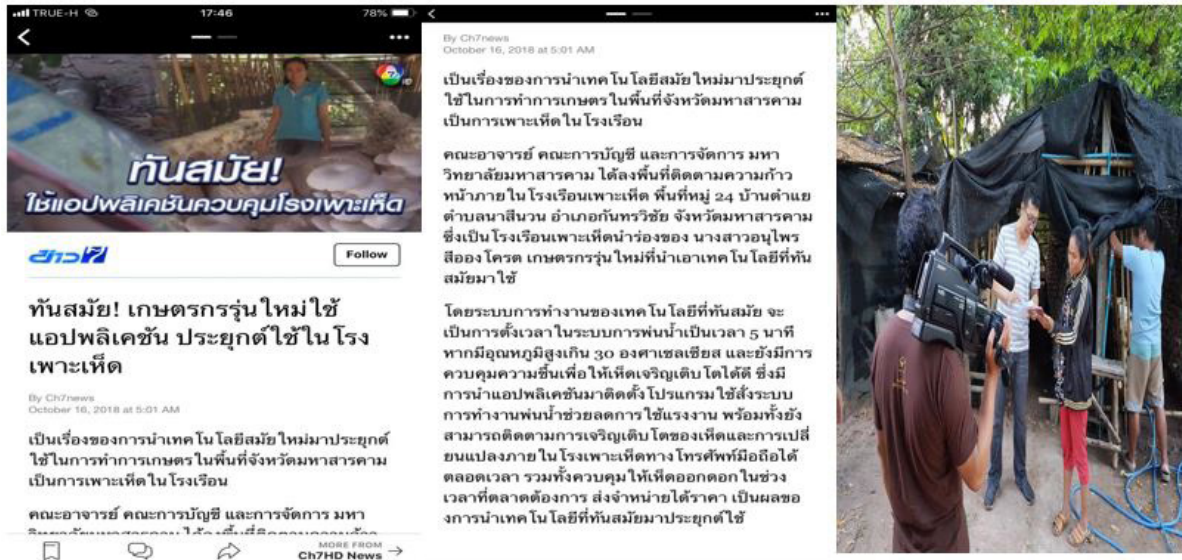 TRUE-H 17:46 78%
ทันสมัย!
ใช้แอปพลิเคชันควบคุมโรงเพาะเห็ด
ข่าว7
Follow
ทันสมัย! เกษตรกรรุ่นใหม่ใช้
แอปพลิเคชัน ประยุกต์ใช้ในโรง
เพาะเห็ด
By Ch7news
October 16, 2018 at 5:01 AM
เป็นเรื่องของการนำเทคโนโลยีสมัยใหม่มาประยุกต์
ใช้ในการทำการเกษตรในพื้นที่จังหวัดมหาสารคาม
เป็นการเพาะเห็ดในโรงเรือน
คณะอาจารย์ คณะการบัญชี และการจัดการ มหา
MORE FROM
Ch7HD News
By Ch7news
October 16, 2018 at 5:01 AM
เป็นเรื่องของการนำเทคโนโลยีสมัยใหม่มาประยุกต์
ใช้ในการทำการเกษตรในพื้นที่จังหวัดมหาสารคาม
เป็นการเพาะเห็ดในโรงเรือน
คณะอาจารย์ คณะการบัญชี และการจัดการ มหา
วิทยาลัยมหาสารคาม ได้ลงพื้นที่ติดตามความก้าว
หน้าภายในโรงเรือนเพาะเห็ด พื้นที่หมู่ 24 บ้านดำแย
ตำบลนาสีนวน อำเภอกันทรวิชัย จังหวัดมหาสารคาม
ซึ่งเป็นโรงเรือนเพาะเห็ดนำร่องของ นางสาวอนุไพร
สีอองโครต เกษตรกรรุ่นใหม่ที่นำเอาเทคโนโลยีที่ทัน
สมัยมาใช้
โดยระบบการทำงานของเทคโนโลยีที่ทันสมัย จะ
เป็นการตั้งเวลาในระบบการพ่นน้ำเป็นเวลา 5 นาที
หากมีอุณหภูมิสูงเกิน 30 องศาเซลเซียส และยังมีการ
ควบคุมความชื้นเพื่อให้เห็ดเจริญเติบโตได้ดี ซึ่งมี
การนำแอปพลิเคชันมาติดตั้งโปรแกรมใช้สั่งระบบ
การทำงานพ่นน้ำช่วยลดการใช้แรงงาน พร้อมทั้งยัง
สามารถติดตามการเจริญเติบโตของเห็ดและการเปลี่
ยนแปลงภายในโรงเพาะเห็ดทางโทรศัพท์มือถือได้
ตลอดเวลา รวมทั้งควบคุมให้เห็ดออกดอกในช่วง
เวลาที่ตลาดต้องการ ส่งจำหน่ายได้ราคา เป็นผลขอ
งการนำเทคโนโลยีที่ทันสมัยมาประยุกต์ใช้